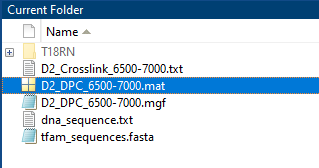 Current Folder
Name
T18RN
D2_Crosslink_6500-7000.txt
D2_DPC_6500-7000.mat
D2_DPC_6500-7000.mgf
dna_sequence.txt
tfam_sequences.fasta